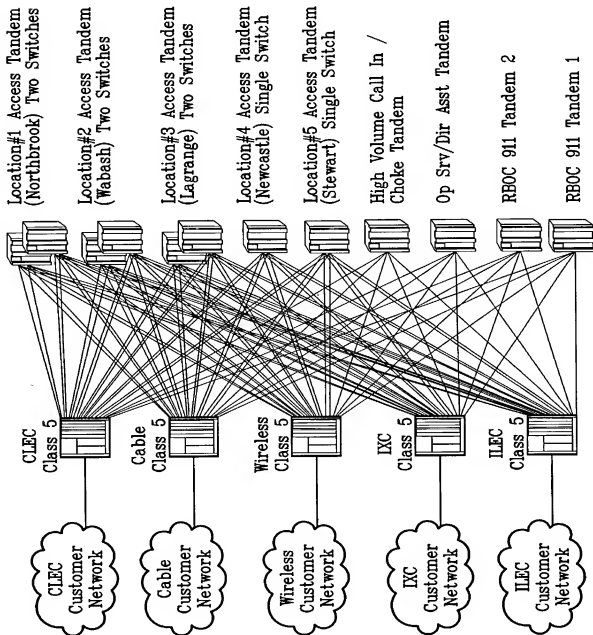 Location#1 Access Tandem
(Northbrook) Two Switches
Location#2 Access Tandem
(Wabash) Two Switches
Location#3 Access Tandem
(Lagrange) Two Switches
Location#4 Access Tandem
(Newcastle) Single Switch
Location#5 Access Tandem
(Stewart) Single Switch
High Volume Call In /
Choke Tandem
Op Srv/Dir Asst Tandem
RBOC 911 Tandem 2
RBOC 911 Tandem 1
CLEC
Class 5
Cable
Class 5
Wireless
Class 5
IXC
Class 5
ILEC
Class 5
CLEC
Customer
Network
Cable
Customer
Network
Wireless
Customer
Network
IXC
Customer
Network
ILEC
Customer
Network